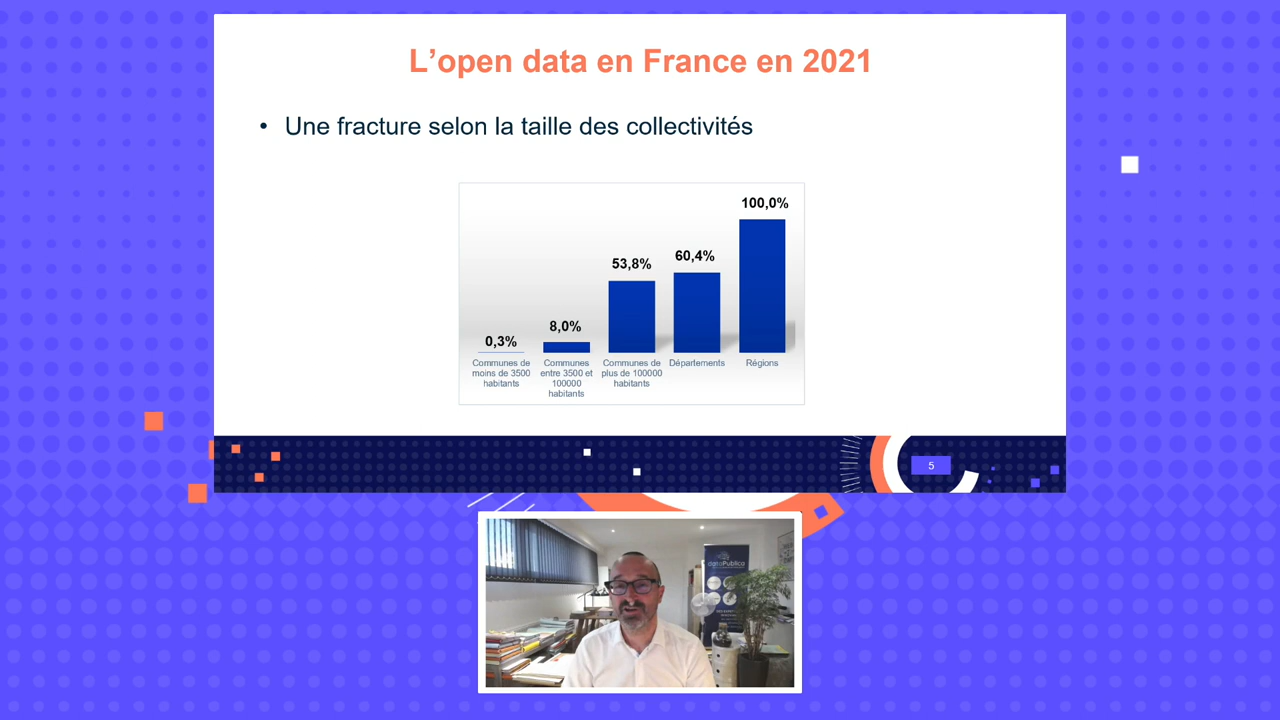 L’open data en France en 2021
• Une fracture selon la taille des collectivités
100,0%
60,4%
53,8%
8,0%
0,3%
Communes de
moins de 3500
habitants
Communes
entre 3500 et
100000
habitants
Communes de
plus de 100000
habitants
Départements
Régions
5